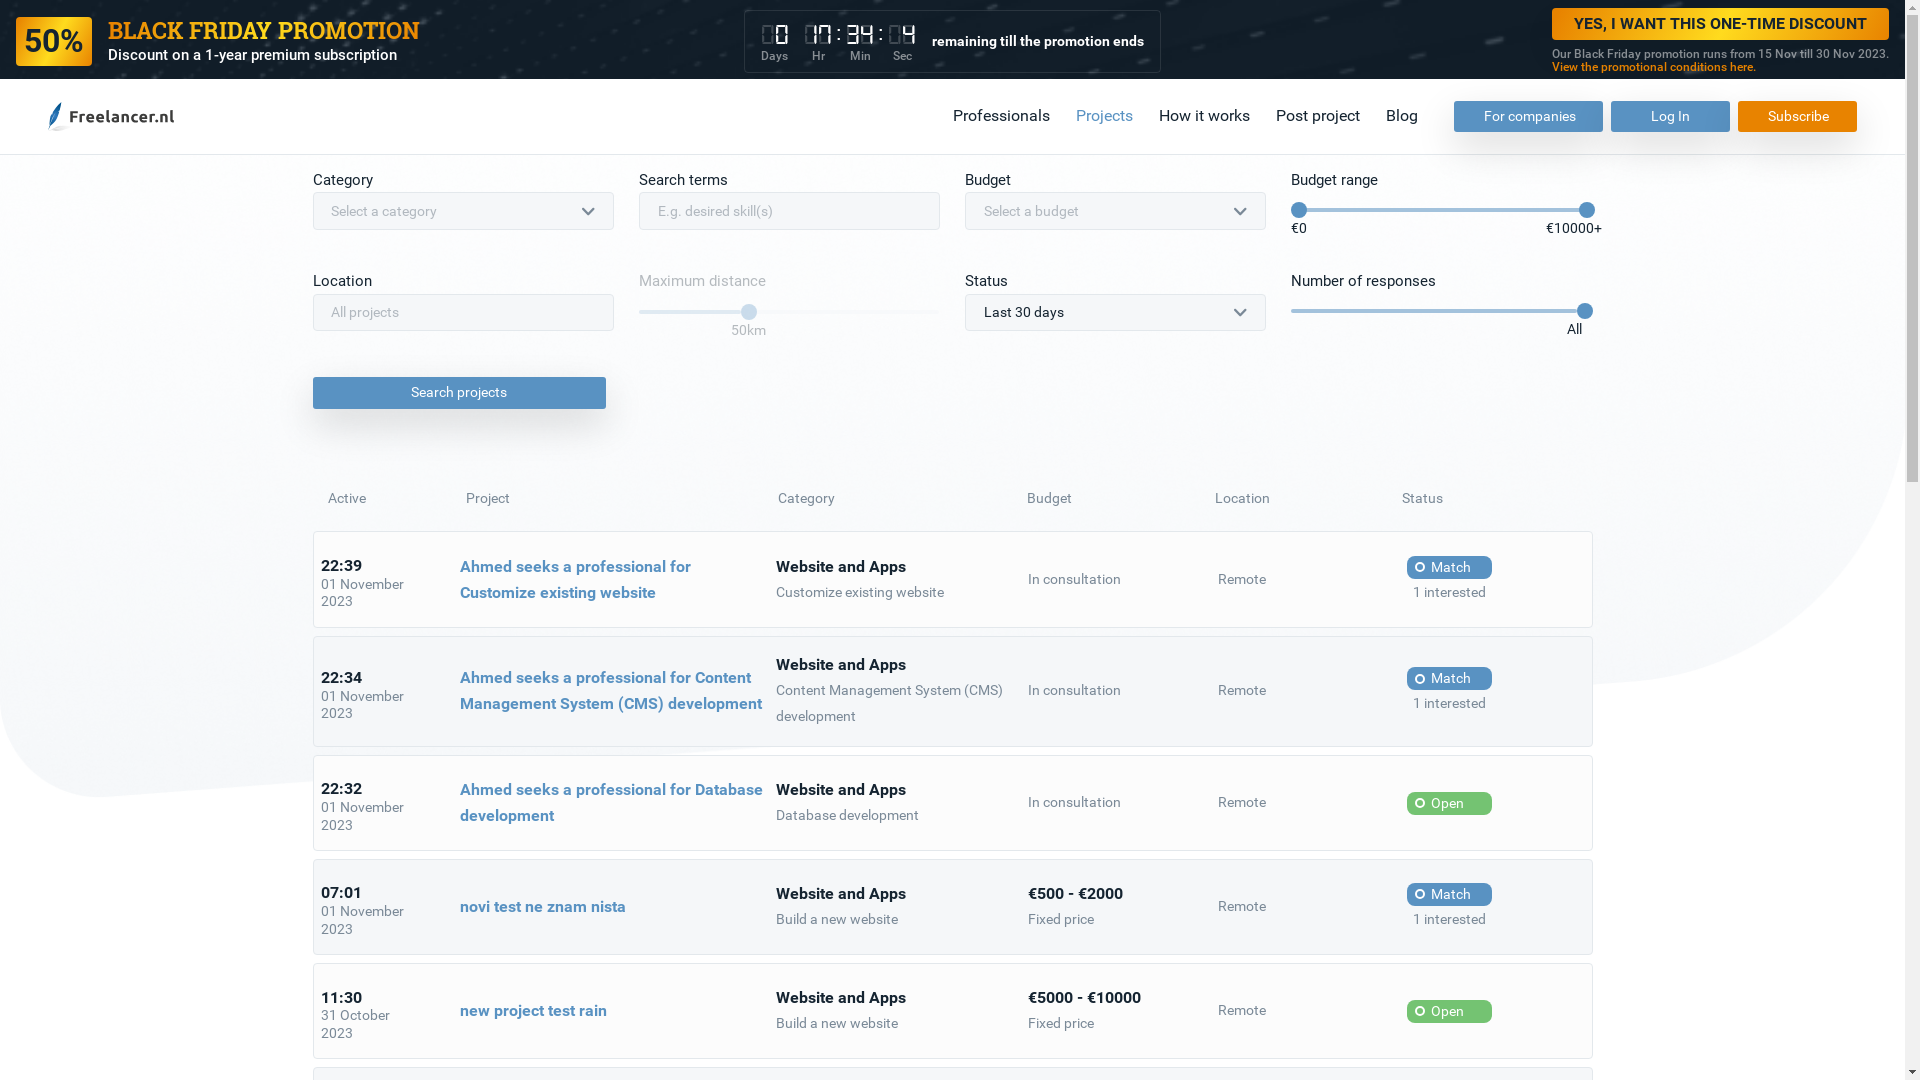 50%
BLACK FRIDAY PROMOTION
Discount on a 1-year premium subscription
0 17 : 34 : 4
Days Hr Min Sec
remaining till the promotion ends
YES, I WANT THIS ONE-TIME DISCOUNT
Our Black Friday promotion runs from 15 Nov till 30 Nov 2023.
View the promotional conditions here.
Freelancer.nl
Professionals Projects How it works Post project Blog For companies Log In Subscribe
Category Search terms Budget Budget range
Select a category E.g. desired skill(s) Select a budget
€0 €10000+
Location Maximum distance Status Number of responses
All projects Last 30 days
50km All
Search projects
Active Project Category Budget Location Status
22:39
01 November
2023
Ahmed seeks a professional for
Customize existing website
Website and Apps
Customize existing website
In consultation
Remote
Match
1 interested
22:34
01 November
2023
Ahmed seeks a professional for Content
Management System (CMS) development
Website and Apps
Content Management System (CMS)
development
In consultation
Remote
Match
1 interested
22:32
01 November
2023
Ahmed seeks a professional for Database
development
Website and Apps
Database development
In consultation
Remote
Open
07:01
01 November
2023
novi test ne znam nista
Website and Apps
Build a new website
€500 - €2000
Fixed price
Remote
Match
1 interested
11:30
31 October
2023
new project test rain
Website and Apps
Build a new website
€5000 - €10000
Fixed price
Remote
Open